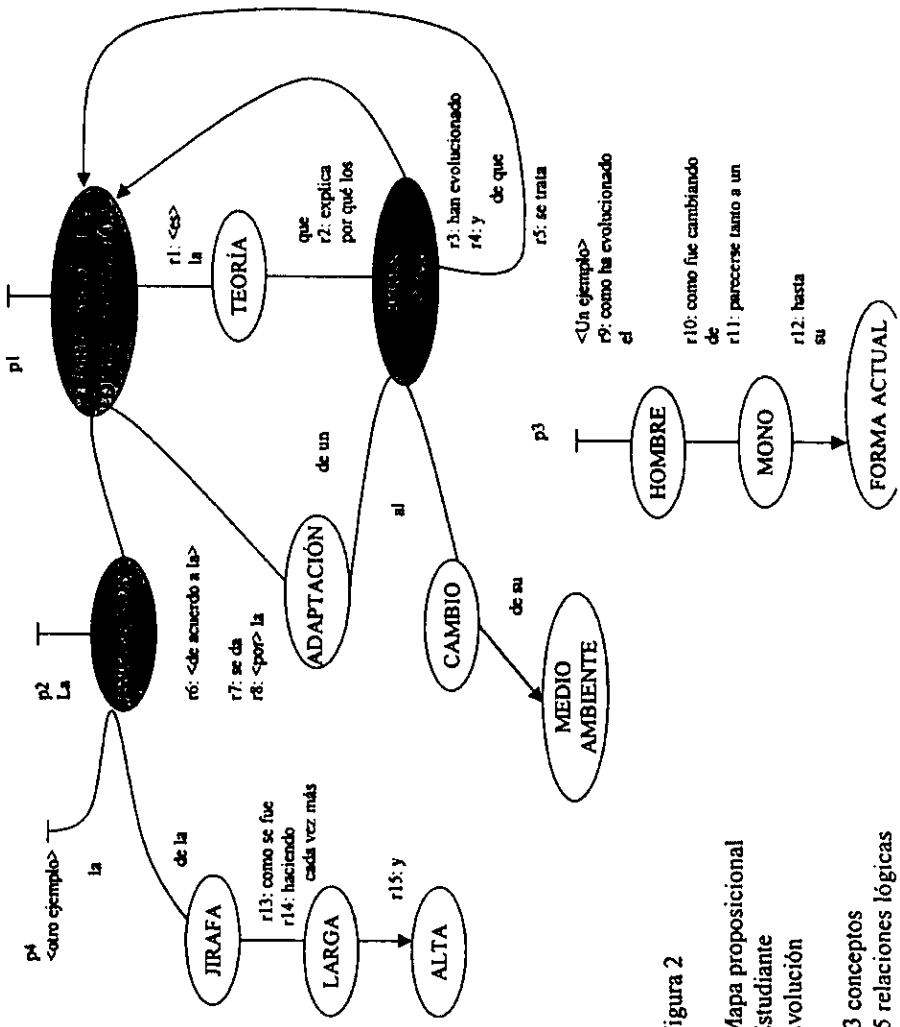 p1
r1: <es>
la
TEORÍA
que
r2: explica
por qué los
r3: han evolucionado
r4: y
de que
r5: se trata
p2
La
r6: <de acuerdo a la>
r7: se da
r8: <por> la
ADAPTACIÓN
de un
al
CAMBIO
de su
MEDIO
AMBIENTE
p3
<Un ejemplo>
r9: como ha evolucionado
el
HOMBRE
r10: como fue cambiando
de
r11: parecerse tanto a un
MONO
r12: hasta
su
FORMA ACTUAL
p4
<otro ejemplo>
la
de la
JIRAFA
r13: como se fue
r14: haciendo
cada vez más
LARGA
r15: y
ALTA
igura 2
Mapa proposicional
studiante
volución
3 conceptos
5 relaciones lógicas